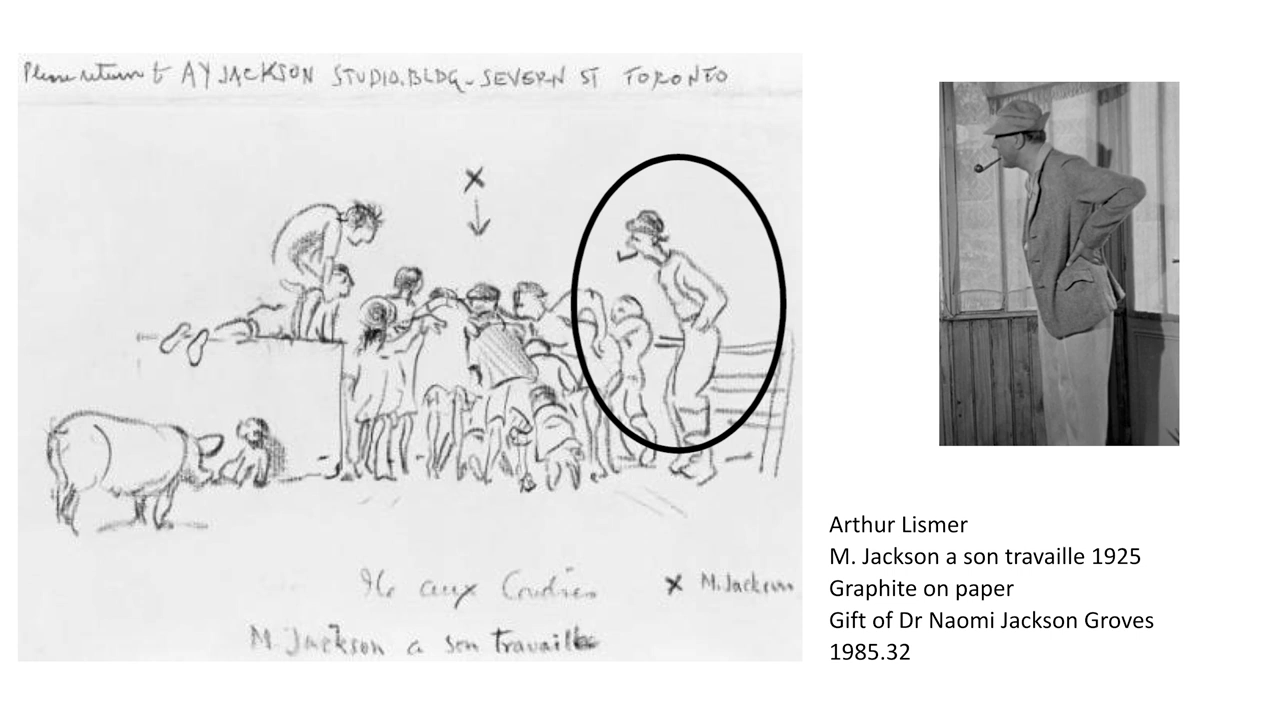 Please return to AY JACKSON STUDIO.BLDG - SEVERN ST TORONTO
X
Ile aux Coudres
X M. Jackson
M. Jackson a son travaille
Arthur Lismer
M. Jackson a son travaille 1925
Graphite on paper
Gift of Dr Naomi Jackson Groves
1985.32